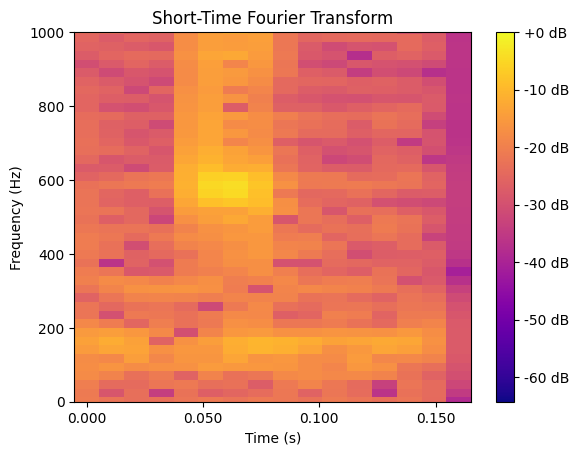 Short-Time Fourier Transform
1000
800
600
400
200
0
Frequency (Hz)
0.000
0.050
0.100
0.150
Time (s)
+0 dB
-10 dB
-20 dB
-30 dB
-40 dB
-50 dB
-60 dB